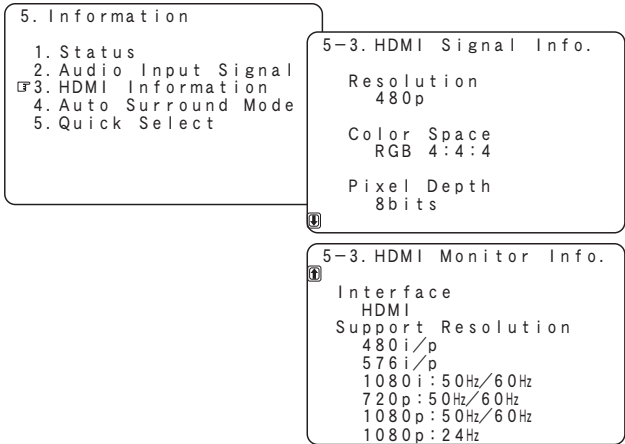 5. Information
1. Status
2. Audio Input Signal
☞3. HDMI Information
4. Auto Surround Mode
5. Quick Select
5-3. HDMI Signal Info.
Resolution
480p
Color Space
RGB 4:4:4
Pixel Depth
8bits
5-3. HDMI Monitor Info.
Interface
HDMI
Support Resolution
480i/p
576i/p
1080i:50Hz/60Hz
720p:50Hz/60Hz
1080p:50Hz/60Hz
1080p:24Hz